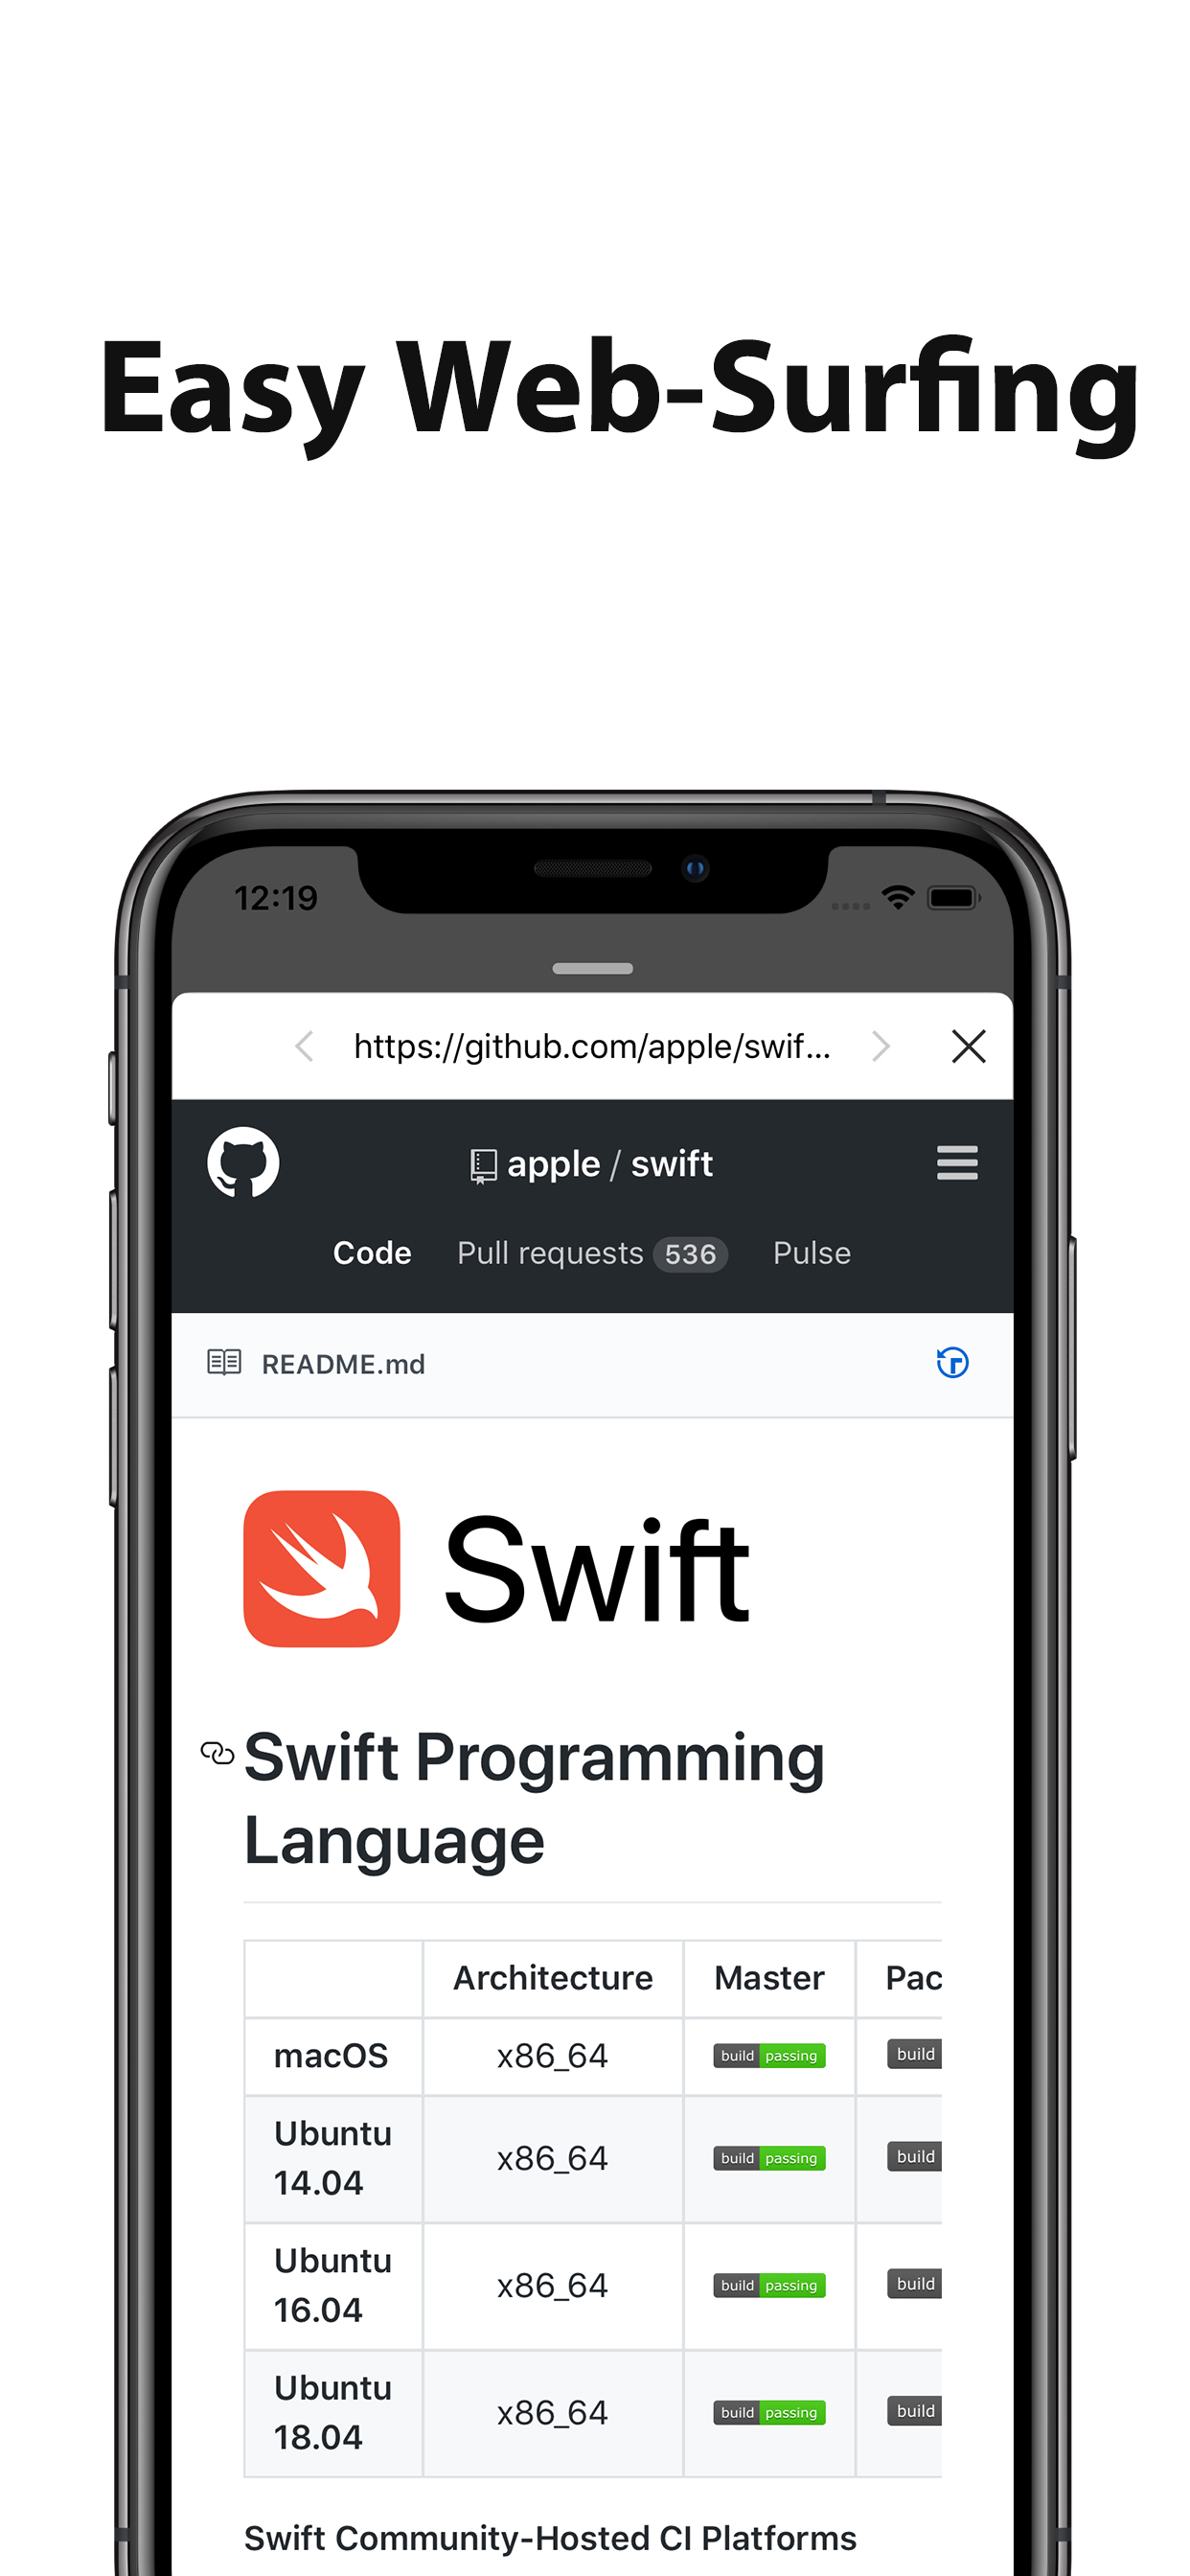 Easy Web-Surfing
12:19
https://github.com/apple/swif...
apple / swift
Code Pull requests 536 Pulse
README.md
Swift
Swift Programming
Language
Architecture Master Pac
macOS x86_64 build passing build
Ubuntu
14.04 x86_64 build passing build
Ubuntu
16.04 x86_64 build passing build
Ubuntu
18.04 x86_64 build passing build
Swift Community-Hosted CI Platforms